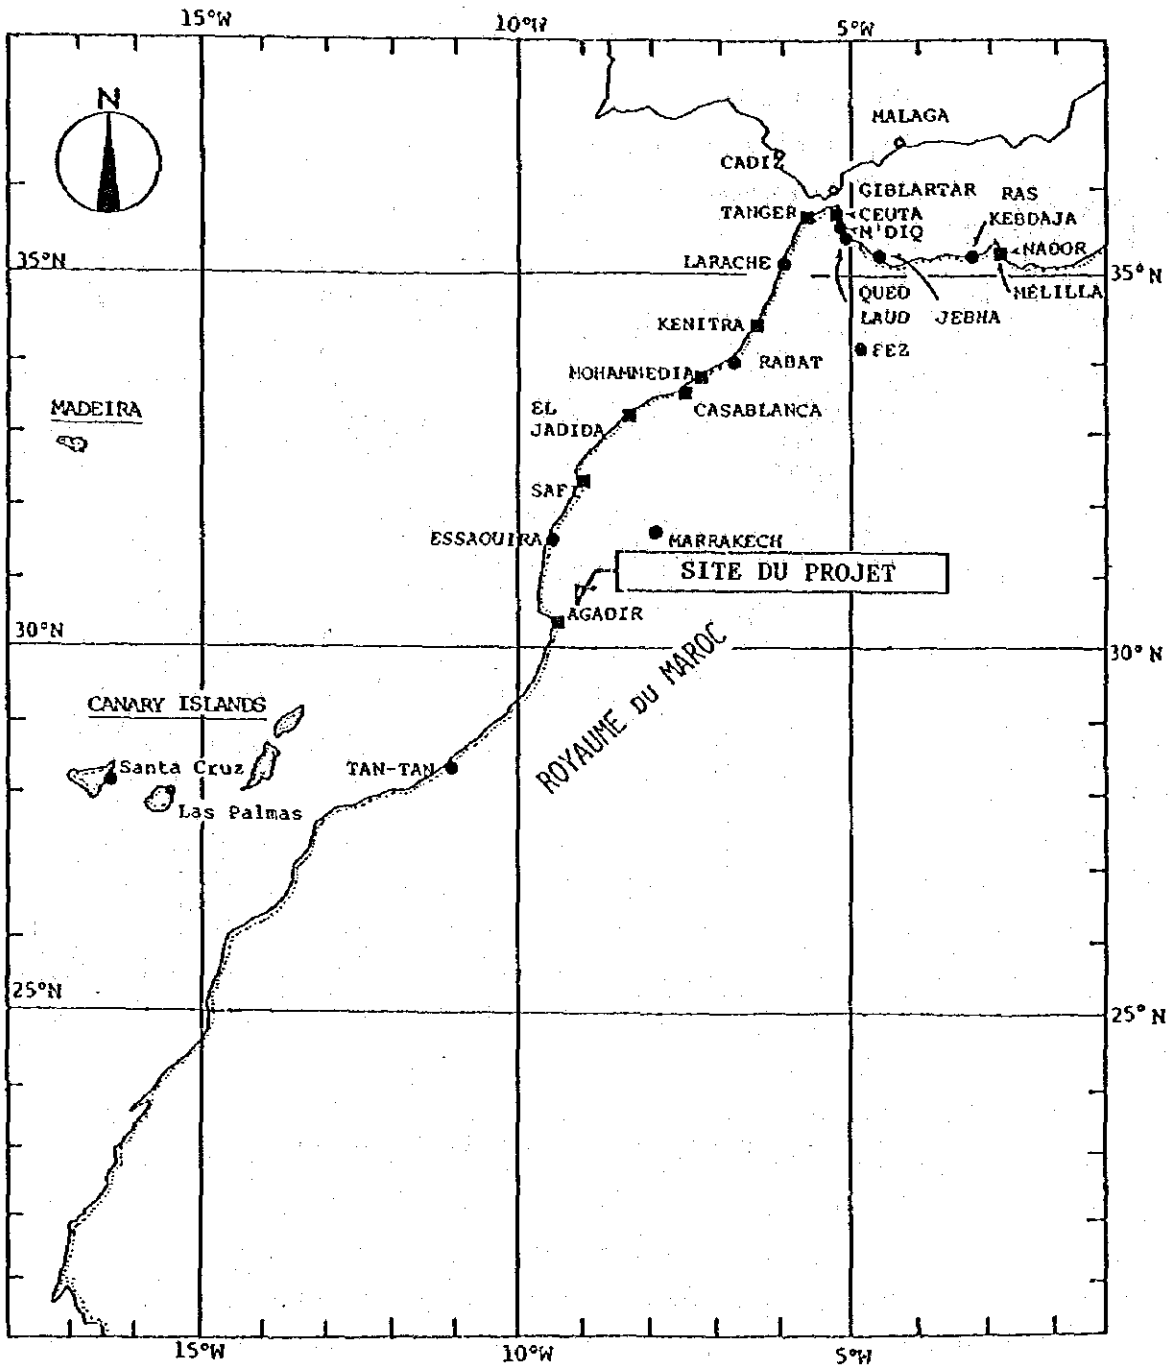 15°W 10°W 5°W
N
MALAGA
CADIZ
GIBLARTAR
RAS
KEBDAJA
TANGER
CEUTA
M'DIQ
NADOR
35°N
LARACHE
35°N
QUED
LAUD
JEBHA
MELILLA
KENITRA
FEZ
RABAT
MOHAMMEDIA
MADEIRA
CASABLANCA
EL
JADIDA
SAFI
ESSAOUIRA
MARRAKECH
SITE DU PROJET
AGADIR
30°N
30°N
ROYAUME DU MAROC
CANARY ISLANDS
Santa Cruz
TAN-TAN
Las Palmas
25°N
25°N
15°W 10°W 5°W